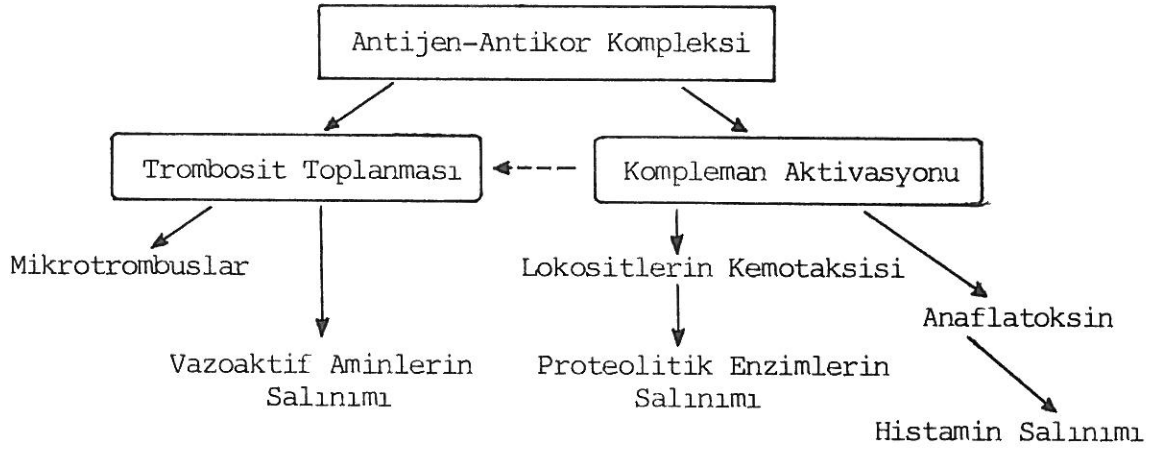 Antijen-Antikor Kompleksi
Trombosit Toplanması
Kompleman Aktivasyonu
Mikrotrombuslar
Lokositlerin Kemotaksisi
Anaflatoksin
Vazoaktif Aminlerin
Salınımı
Proteolitik Enzimlerin
Salınımı
Histamin Salınımı